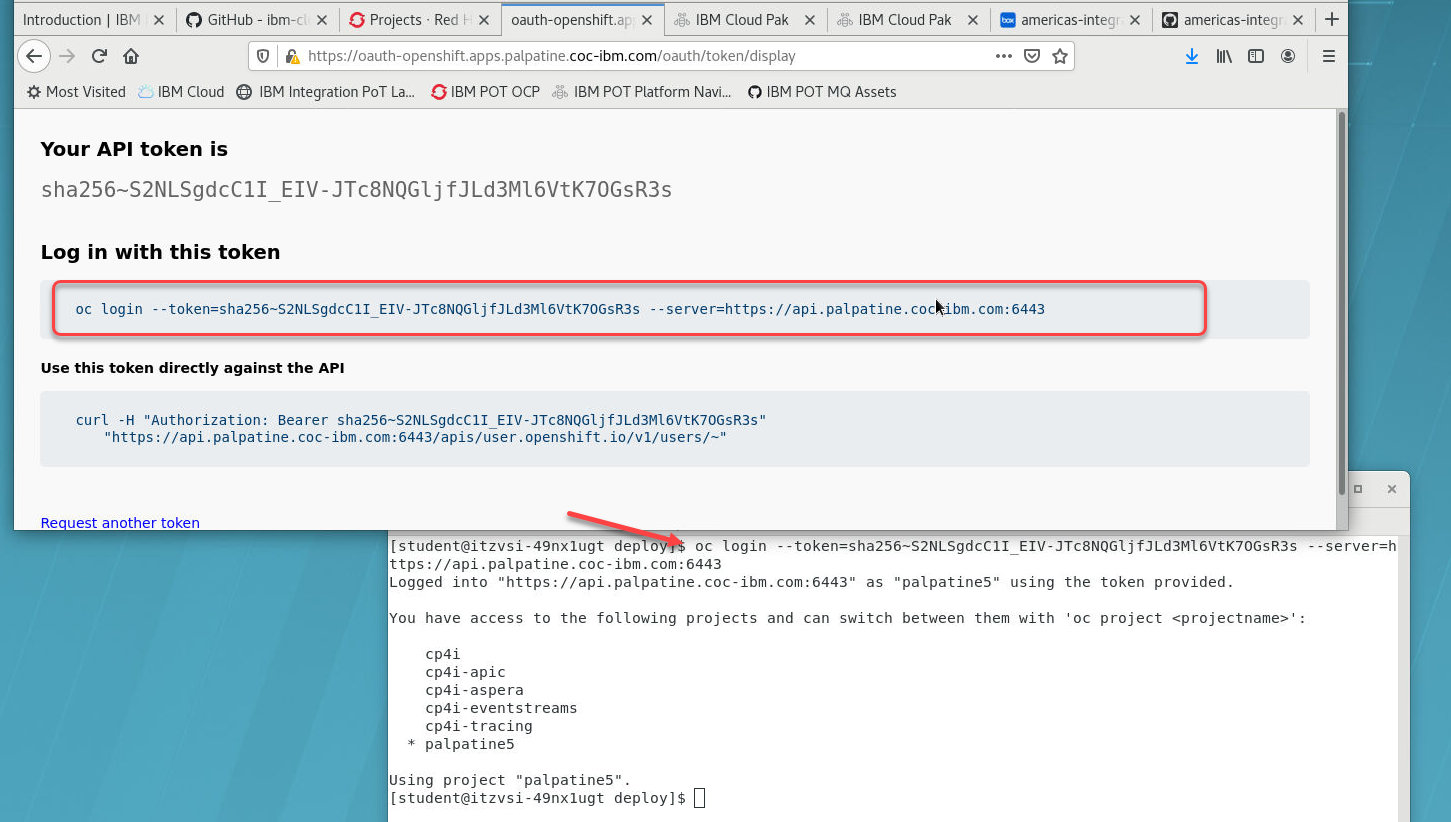 Introduction | IBM
GitHub - ibm-cl
Projects · Red H
oauth-openshift.app
IBM Cloud Pak
IBM Cloud Pak
box
americas-integra
americas-integra
https://oauth-openshift.apps.palpatine.coc-ibm.com/oauth/token/display
Most Visited
IBM Cloud
IBM Integration PoT La...
IBM POT OCP
IBM POT Platform Navi...
IBM POT MQ Assets
Your API token is
sha256~S2NLSgdcC1I_EIV-JTc8NQGljfJLd3Ml6VtK7OGsR3s
Log in with this token
oc login --token=sha256~S2NLSgdcC1I_EIV-JTc8NQGljfJLd3Ml6VtK7OGsR3s --server=https://api.palpatine.coc-ibm.com:6443
Use this token directly against the API
curl -H "Authorization: Bearer sha256~S2NLSgdcC1I_EIV-JTc8NQGljfJLd3Ml6VtK7OGsR3s"
"https://api.palpatine.coc-ibm.com:6443/apis/user.openshift.io/v1/users/~"
Request another token
[student@itzvsi-49nx1ugt deploy]$ oc login --token=sha256~S2NLSgdcC1I_EIV-JTc8NQGljfJLd3Ml6VtK7OGsR3s --server=h
ttps://api.palpatine.coc-ibm.com:6443
Logged into "https://api.palpatine.coc-ibm.com:6443" as "palpatine5" using the token provided.
You have access to the following projects and can switch between them with 'oc project <projectname>':
cp4i
cp4i-apic
cp4i-aspera
cp4i-eventstreams
cp4i-tracing
* palpatine5
Using project "palpatine5".
[student@itzvsi-49nx1ugt deploy]$